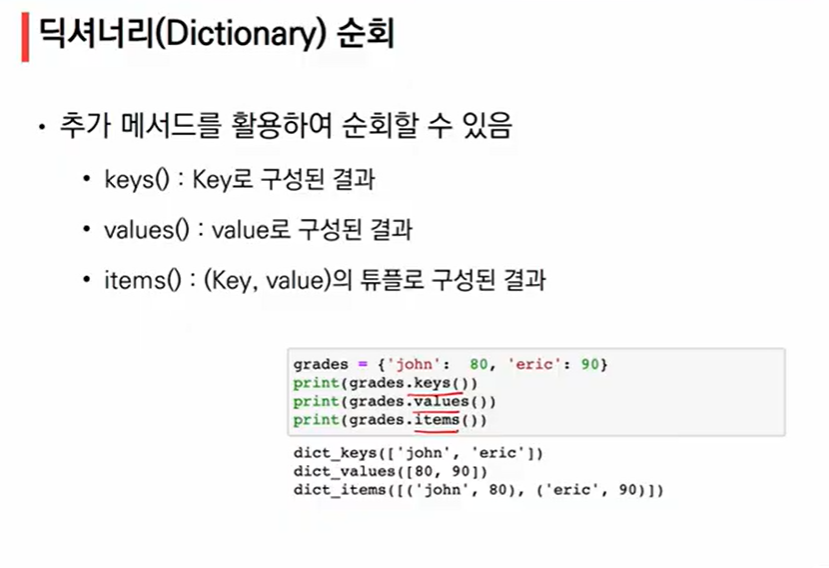 딕셔너리(Dictionary) 순회
• 추가 메서드를 활용하여 순회할 수 있음
• keys() : Key로 구성된 결과
• values() : value로 구성된 결과
• items() : (Key, value)의 튜플로 구성된 결과
grades = {'john':  80, 'eric': 90}
print(grades.keys())
print(grades.values())
print(grades.items())
dict_keys(['john', 'eric'])
dict_values([80, 90])
dict_items([('john', 80), ('eric', 90)])